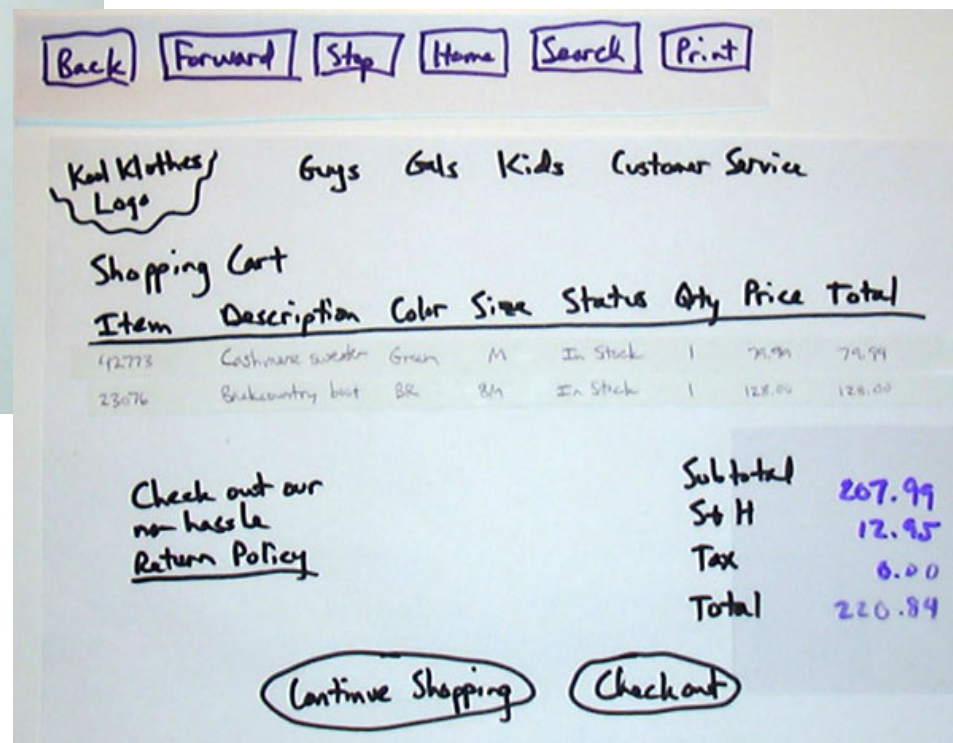 Back Forward Stop Home Search Print
Kool Klothes Guys Gals Kids Customer Service
Logo
Shopping Cart
Item Description Color Size Status Qty Price Total
42773 Cashmere sweater Green M In Stock 1 79.99 79.99
23076 Backcountry boot BR 8M In Stock 1 128.00 128.00
Check out our Subtotal 207.99
no hassle S+H 12.95
Return Policy Tax 0.00
Total 220.84
Continue Shopping Checkout